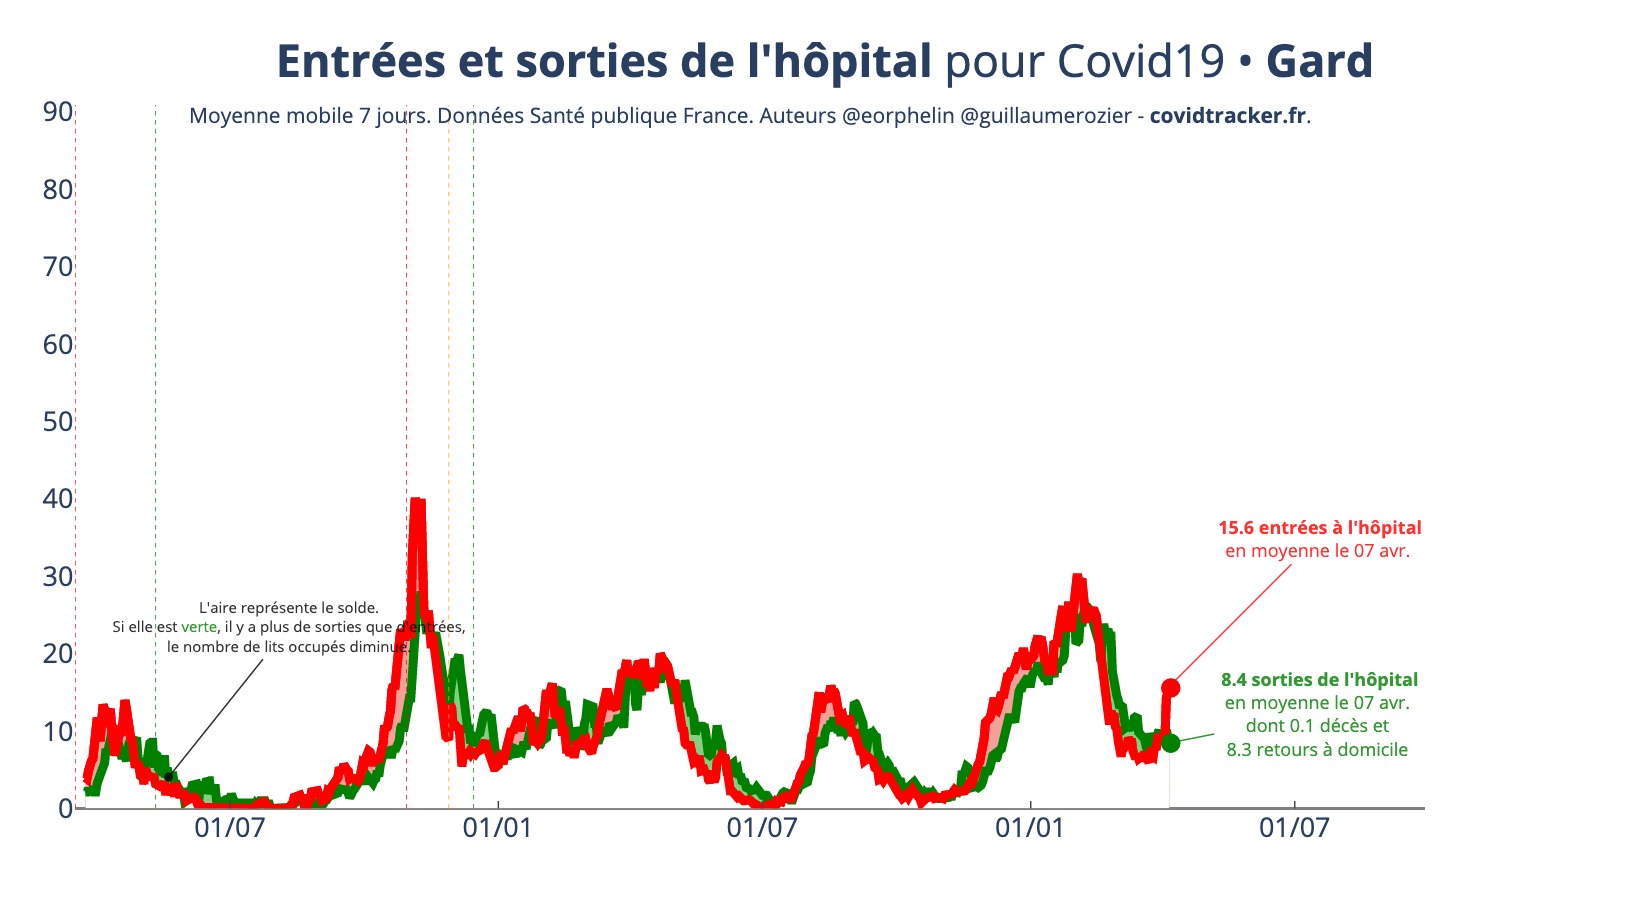 Entrées et sorties de l'hôpital pour Covid19 • Gard
Moyenne mobile 7 jours. Données Santé publique France. Auteurs @eorphelin @guillaumerozier - covidtracker.fr.
90
80
70
60
50
40
30
20
10
0
L'aire représente le solde.
Si elle est verte, il y a plus de sorties que d'entrées,
le nombre de lits occupés diminue.
15.6 entrées à l'hôpital
en moyenne le 07 avr.
8.4 sorties de l'hôpital
en moyenne le 07 avr.
dont 0.1 décès et
8.3 retours à domicile
01/07
01/01
01/07
01/01
01/07